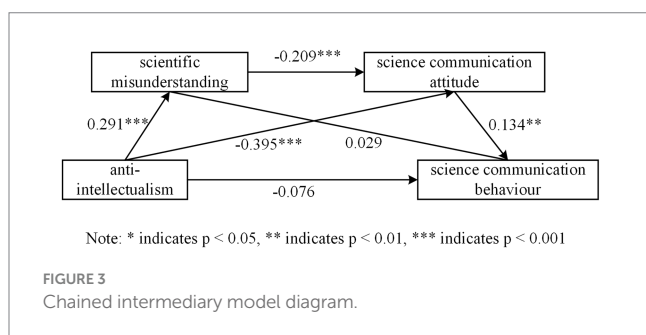 -0.209***
scientific
misunderstanding
science communication
attitude
0.291***
-0.395***
0.029
0.134**
anti-
intellectualism
-0.076
science communication
behaviour
Note: * indicates p < 0.05, ** indicates p < 0.01, *** indicates p < 0.001
FIGURE 3
Chained intermediary model diagram.